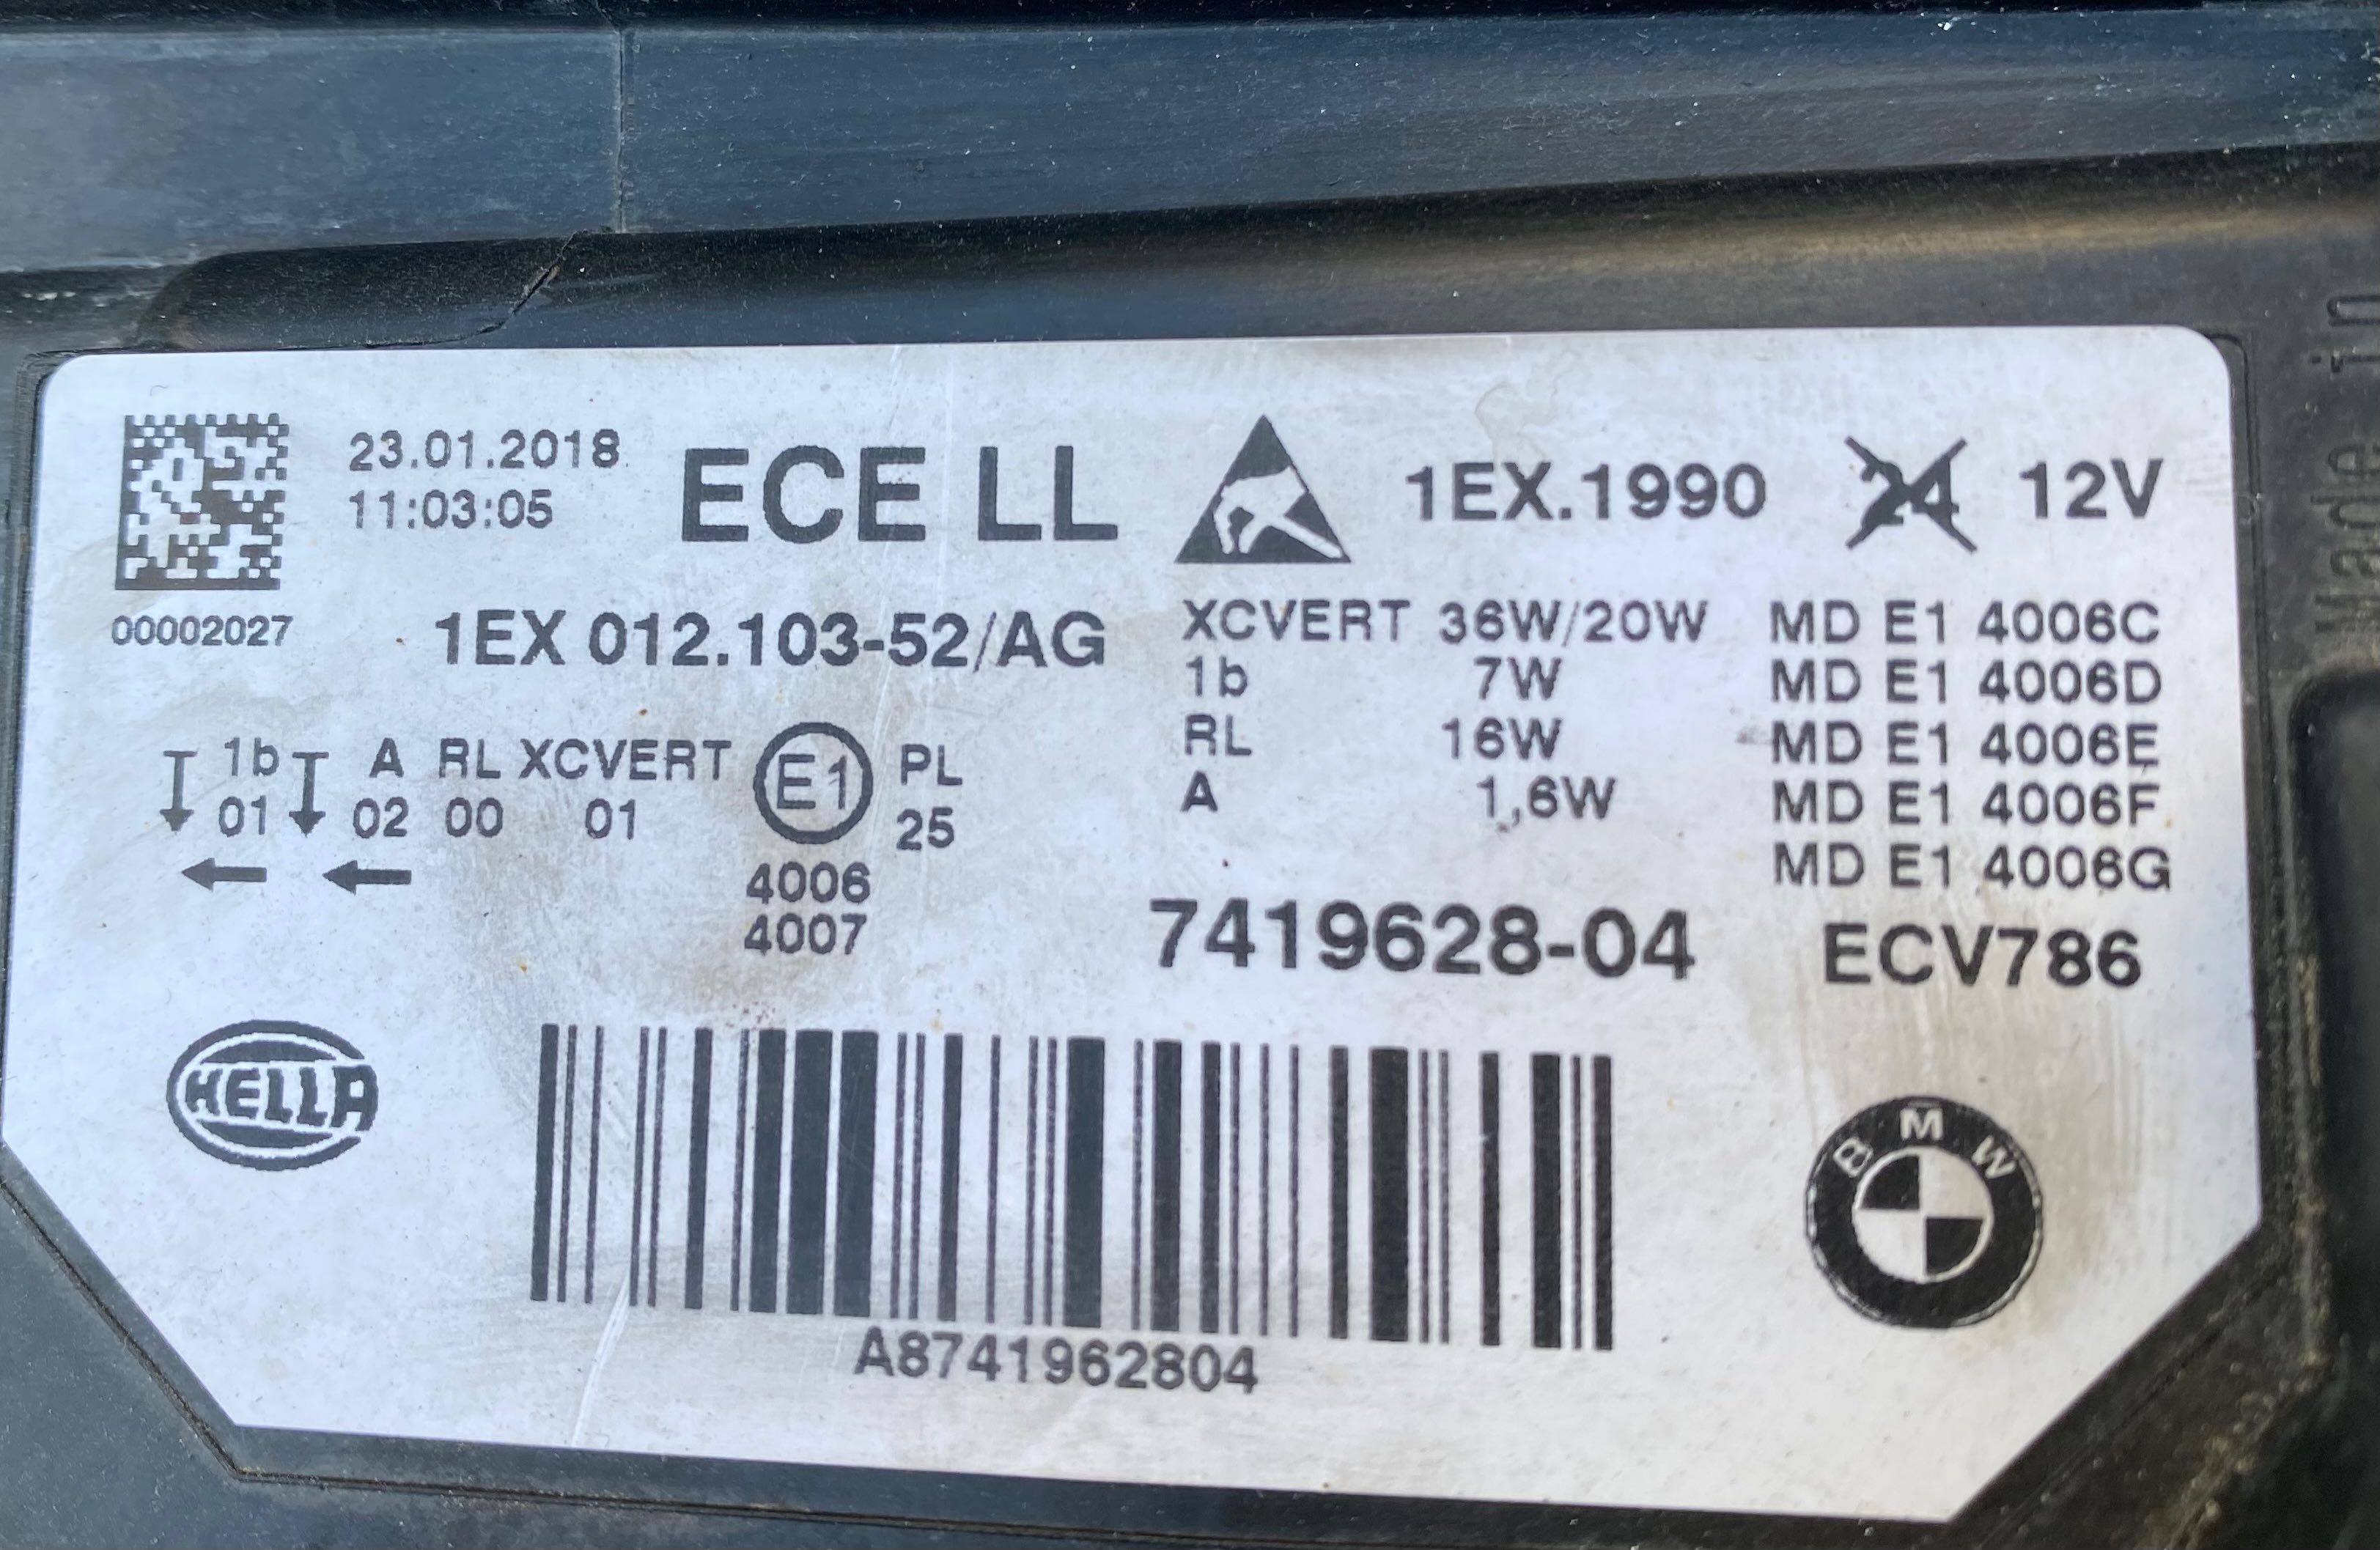 23.01.2018
11:03:05
ECE LL
1EX.1990
24
12V
00002027
1EX 012.103-52/AG
XCVERT 36W/20W
1b 7W
RL 16W
A 1,6W
MD E1 4006C
MD E1 4006D
MD E1 4006E
MD E1 4006F
MD E1 4006G
1b A RL XCVERT E1 PL
01 02 00 01 25
4006
4007
7419628-04
ECV786
HELLA
A8741962804
BMW
Made in